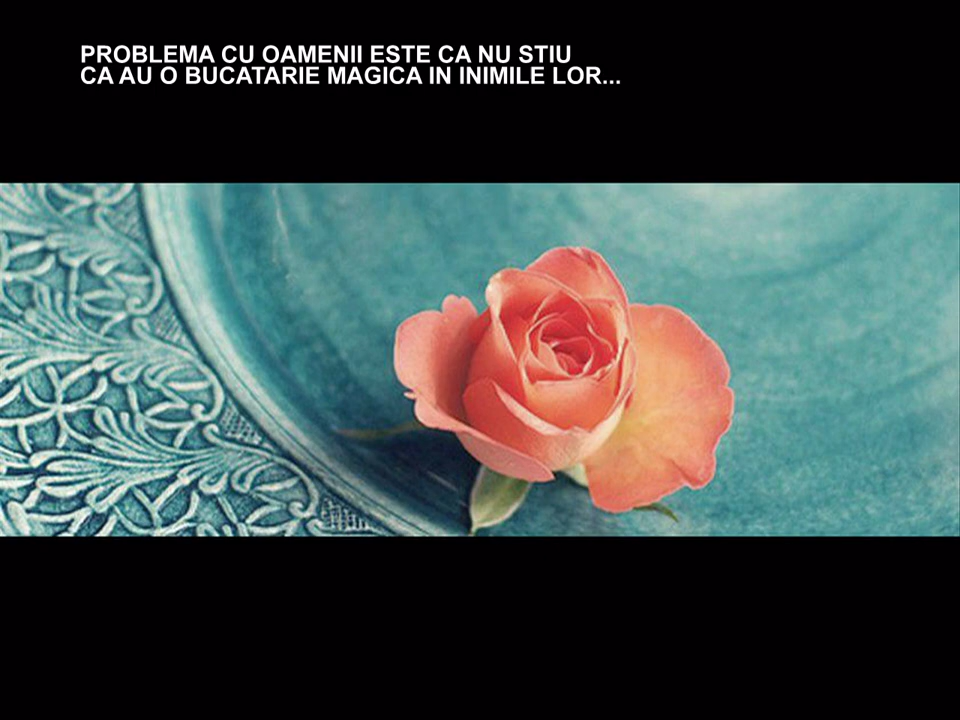 PROBLEMA CU OAMENII ESTE CA NU STIU
CA AU O BUCATARIE MAGICA IN INIMILE LOR...